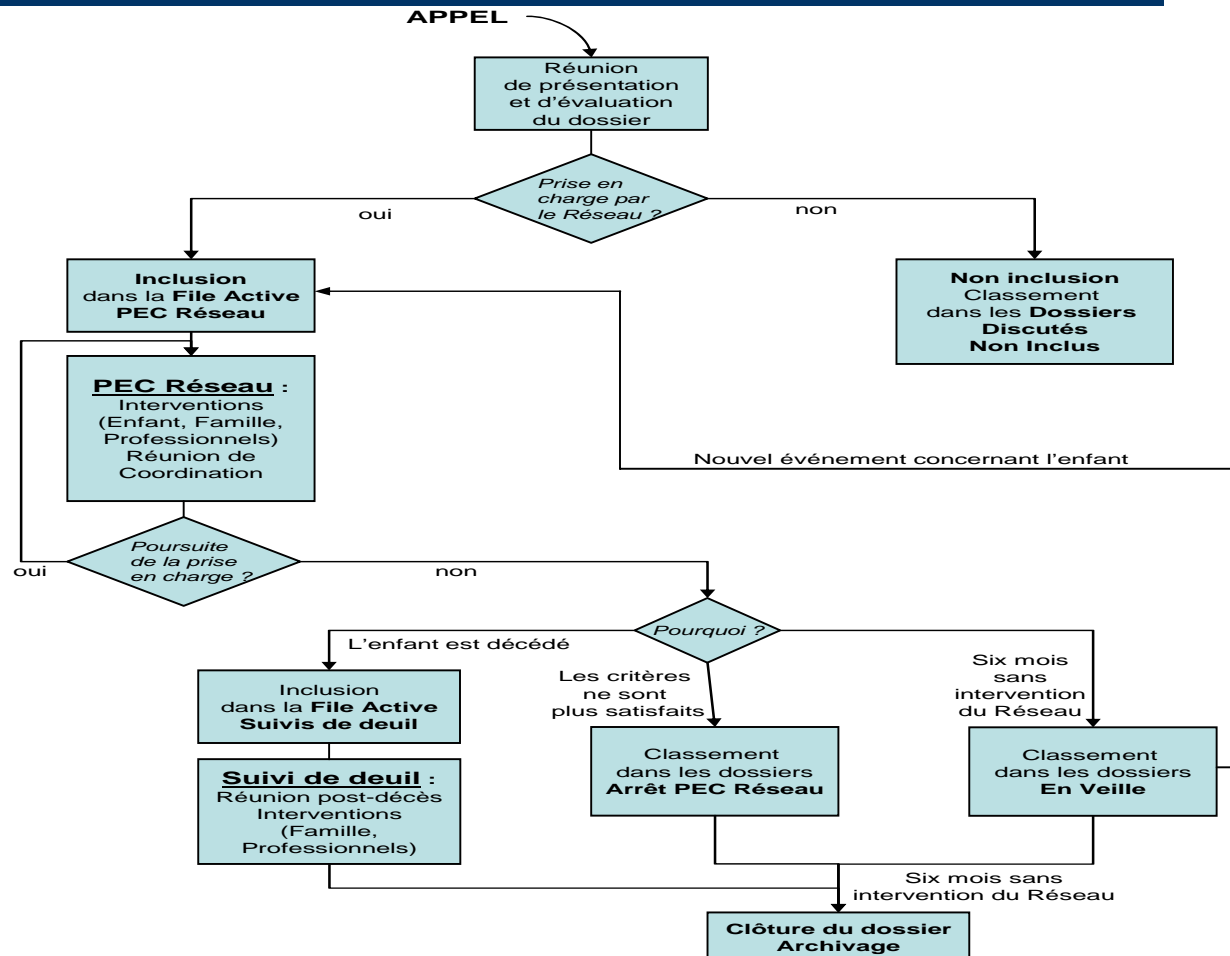 APPEL
Réunion
de présentation
et d'évaluation
du dossier
Prise en
charge par
le Réseau ?
oui
non
Inclusion
dans la File Active
PEC Réseau
Non inclusion
Classement
dans les Dossiers
Discutés
Non Inclus
PEC Réseau :
Interventions
(Enfant, Famille,
Professionnels)
Réunion de
Coordination
Nouvel événement concernant l'enfant
Poursuite
de la prise
en charge ?
oui
non
Pourquoi ?
L'enfant est décédé
Les critères
ne sont
plus satisfaits
Six mois
sans
intervention
du Réseau
Inclusion
dans la File Active
Suivis de deuil
Classement
dans les dossiers
Arrêt PEC Réseau
Classement
dans les dossiers
En Veille
Suivi de deuil :
Réunion post-décès
Interventions
(Famille,
Professionnels)
Six mois sans
intervention du Réseau
Clôture du dossier
Archivage